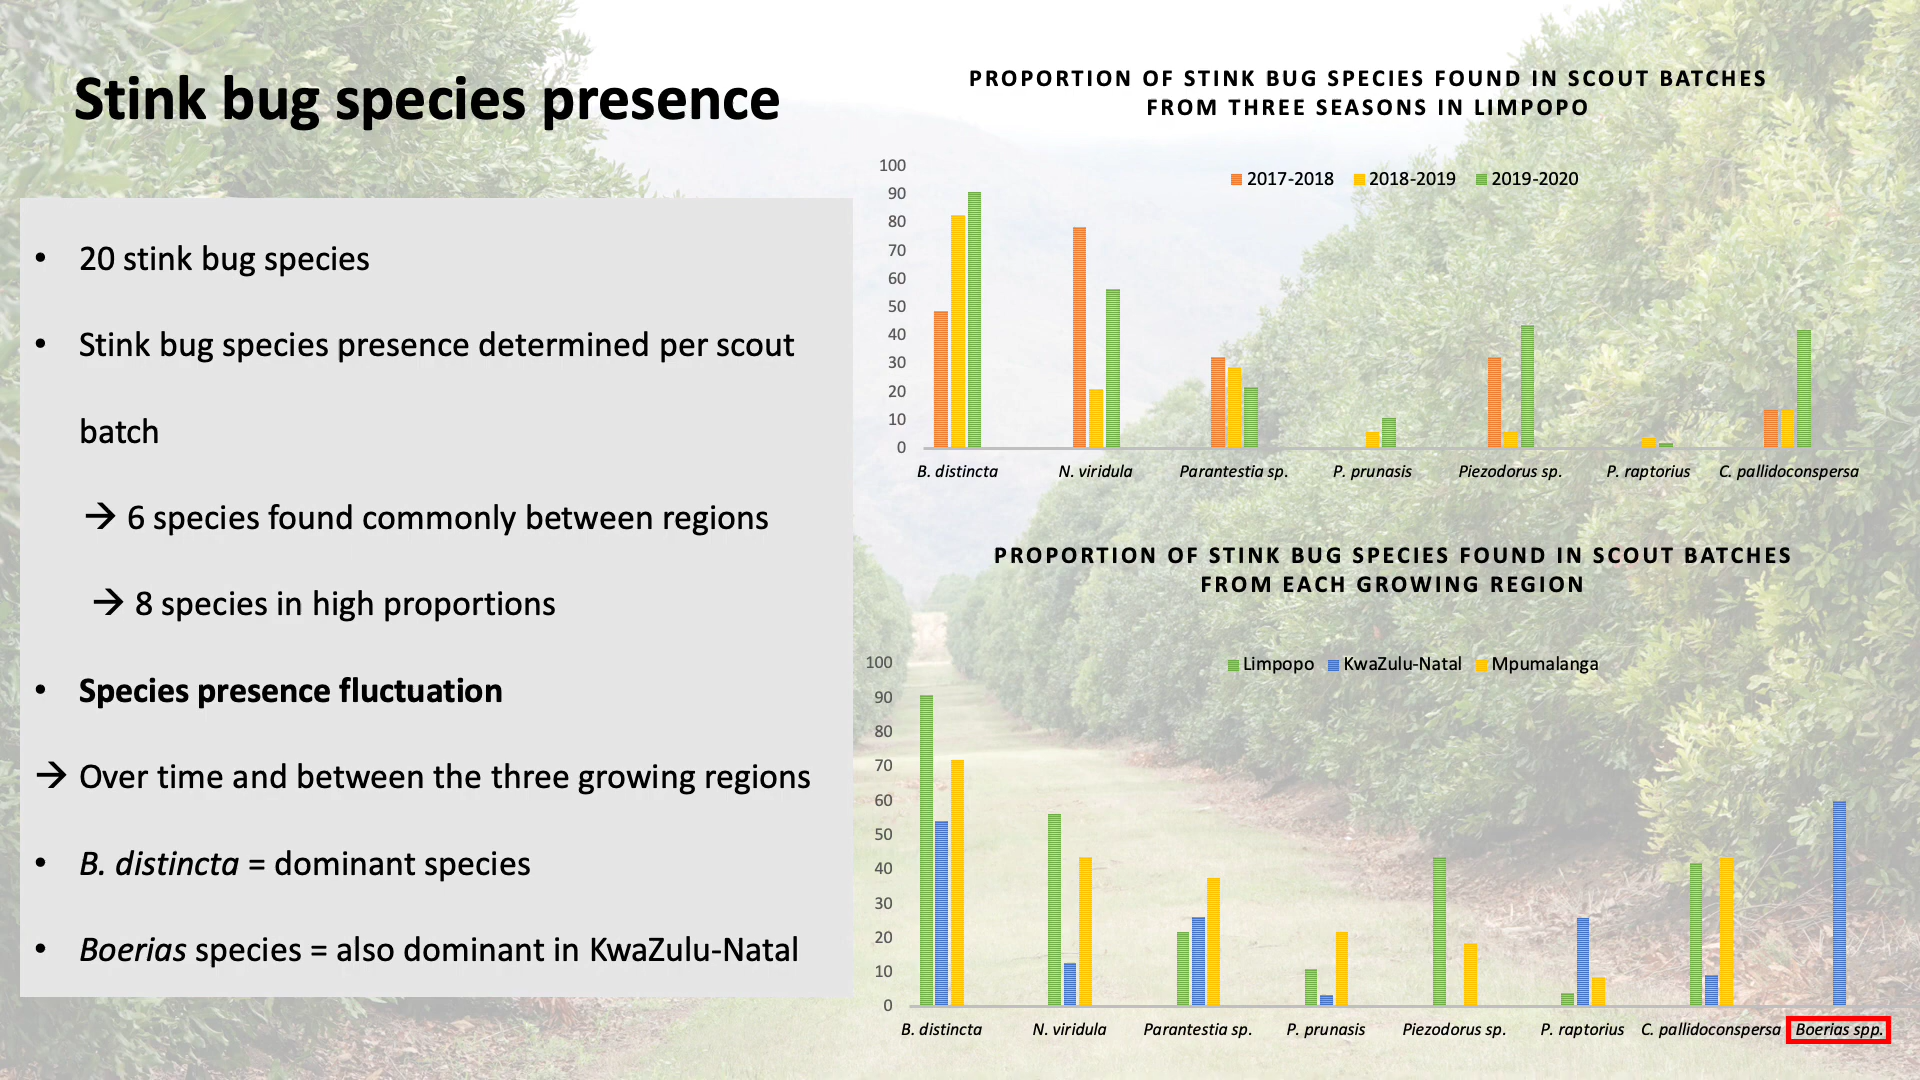 Stink bug species presence
• 20 stink bug species
• Stink bug species presence determined per scout
batch
→ 6 species found commonly between regions
→ 8 species in high proportions
• Species presence fluctuation
→ Over time and between the three growing regions
• B. distincta = dominant species
• Boerias species = also dominant in KwaZulu-Natal
PROPORTION OF STINK BUG SPECIES FOUND IN SCOUT BATCHES
FROM THREE SEASONS IN LIMPOPO
2017-2018 2018-2019 2019-2020
100
90
80
70
60
50
40
30
20
10
0
B. distincta N. viridula Parantestia sp. P. prunasis Piezodorus sp. P. raptorius C. pallidoconspersa
PROPORTION OF STINK BUG SPECIES FOUND IN SCOUT BATCHES
FROM EACH GROWING REGION
Limpopo KwaZulu-Natal Mpumalanga
100
90
80
70
60
50
40
30
20
10
0
B. distincta N. viridula Parantestia sp. P. prunasis Piezodorus sp. P. raptorius C. pallidoconspersa Boerias spp.